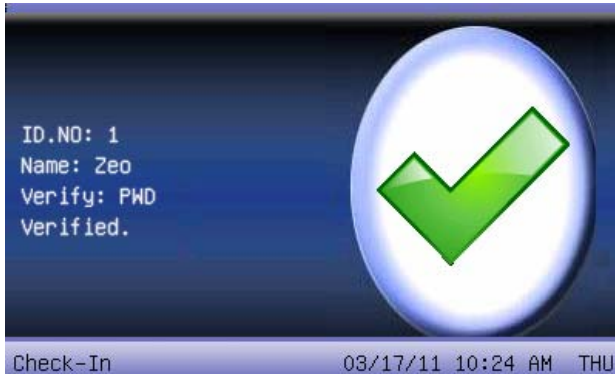 ID.NO: 1
Name: Zeo
Verify: PWD
Verified.
Check-In 03/17/11 10:24 AM THU